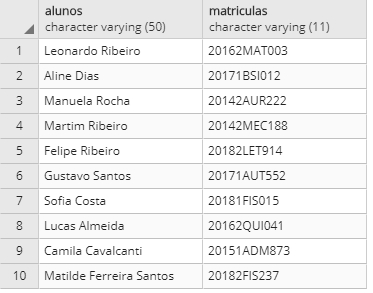 alunos matriculas
character varying (50) character varying (11)
1 Leonardo Ribeiro 20162MAT003
2 Aline Dias 20171BSI012
3 Manuela Rocha 20142AUR222
4 Martim Ribeiro 20142MEC188
5 Felipe Ribeiro 20182LET914
6 Gustavo Santos 20171AUT552
7 Sofia Costa 20181FIS015
8 Lucas Almeida 20162QUI041
9 Camila Cavalcanti 20151ADM873
10 Matilde Ferreira Santos 20182FIS237